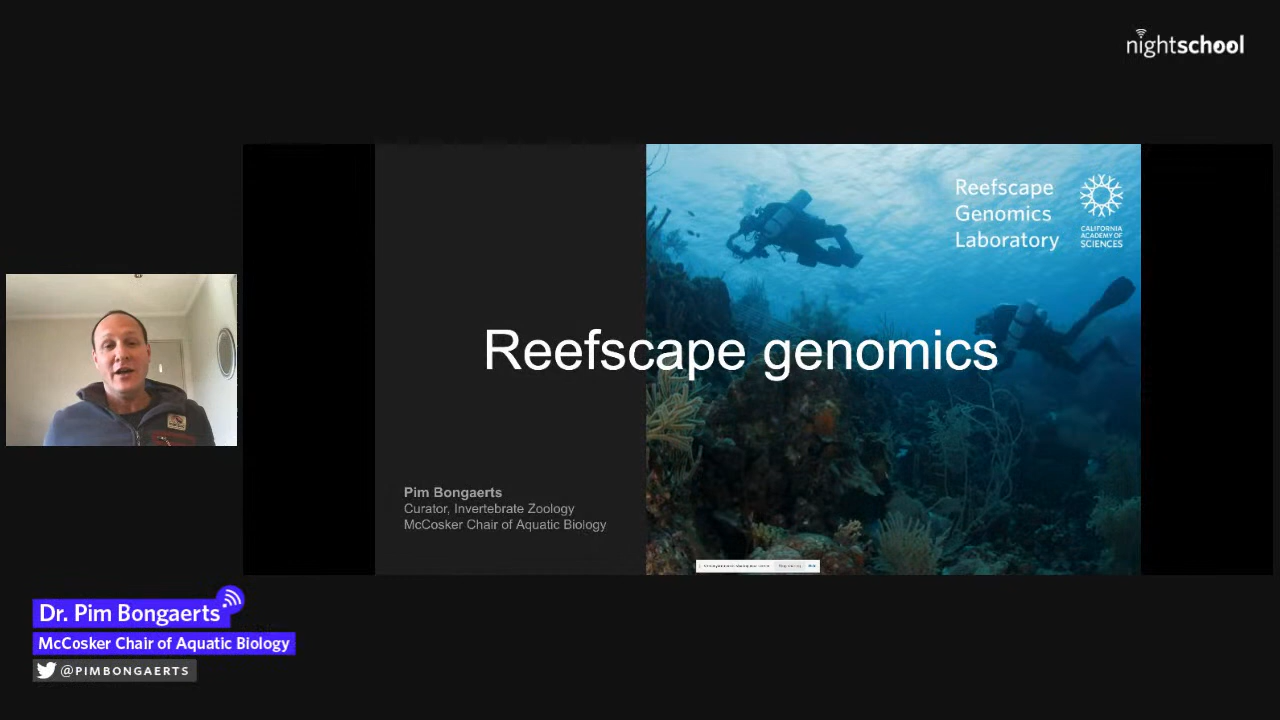 nightschool
Reefscape
Genomics
Laboratory
CALIFORNIA
ACADEMY OF
SCIENCES
Reefscape genomics
Pim Bongaerts
Curator, Invertebrate Zoology
McCosker Chair of Aquatic Biology
Dr. Pim Bongaerts
McCosker Chair of Aquatic Biology
@PIMBONGAERTS